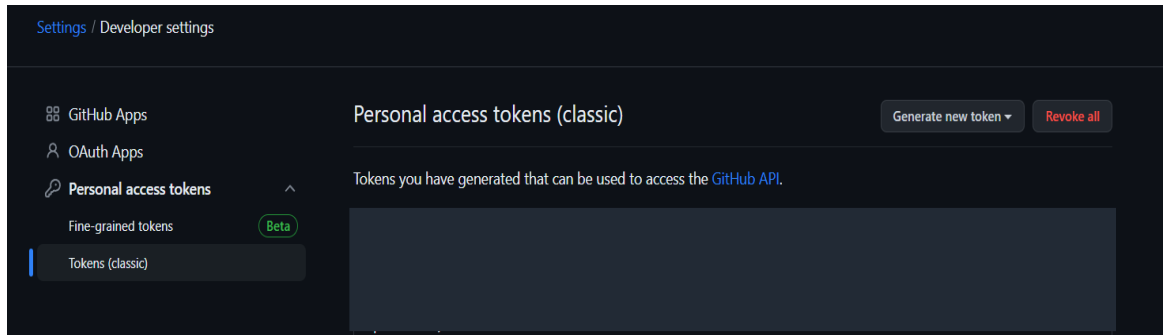 Settings / Developer settings
GitHub Apps
OAuth Apps
Personal access tokens
Fine-grained tokens Beta
Tokens (classic)
Personal access tokens (classic)
Generate new token
Revoke all
Tokens you have generated that can be used to access the GitHub API.